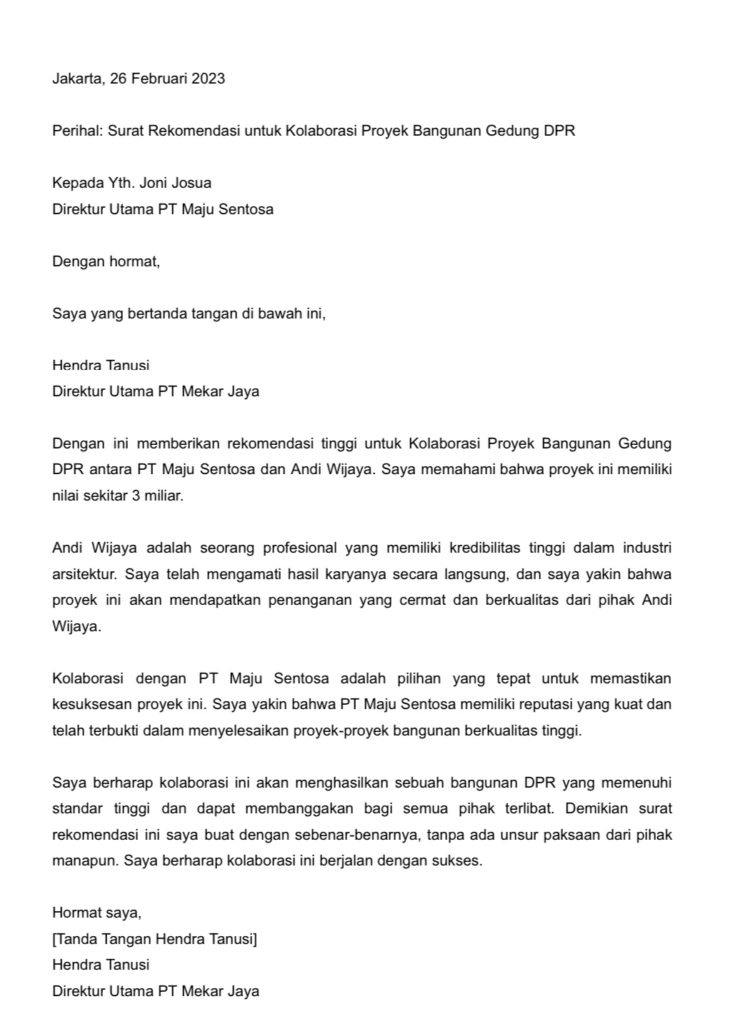 Jakarta, 26 Februari 2023
Perihal: Surat Rekomendasi untuk Kolaborasi Proyek Bangunan Gedung DPR
Kepada Yth. Joni Josua
Direktur Utama PT Maju Sentosa
Dengan hormat,
Saya yang bertanda tangan di bawah ini,
Hendra Tanusi
Direktur Utama PT Mekar Jaya
Dengan ini memberikan rekomendasi tinggi untuk Kolaborasi Proyek Bangunan Gedung
DPR antara PT Maju Sentosa dan Andi Wijaya. Saya memahami bahwa proyek ini memiliki
nilai sekitar 3 miliar.
Andi Wijaya adalah seorang profesional yang memiliki kredibilitas tinggi dalam industri
arsitektur. Saya telah mengamati hasil karyanya secara langsung, dan saya yakin bahwa
proyek ini akan mendapatkan penanganan yang cermat dan berkualitas dari pihak Andi
Wijaya.
Kolaborasi dengan PT Maju Sentosa adalah pilihan yang tepat untuk memastikan
kesuksesan proyek ini. Saya yakin bahwa PT Maju Sentosa memiliki reputasi yang kuat dan
telah terbukti dalam menyelesaikan proyek-proyek bangunan berkualitas tinggi.
Saya berharap kolaborasi ini akan menghasilkan sebuah bangunan DPR yang memenuhi
standar tinggi dan dapat membanggakan bagi semua pihak terlibat. Demikian surat
rekomendasi ini saya buat dengan sebenar-benarnya, tanpa ada unsur paksaan dari pihak
manapun. Saya berharap kolaborasi ini berjalan dengan sukses.
Hormat saya,
[Tanda Tangan Hendra Tanusi]
Hendra Tanusi
Direktur Utama PT Mekar Jaya